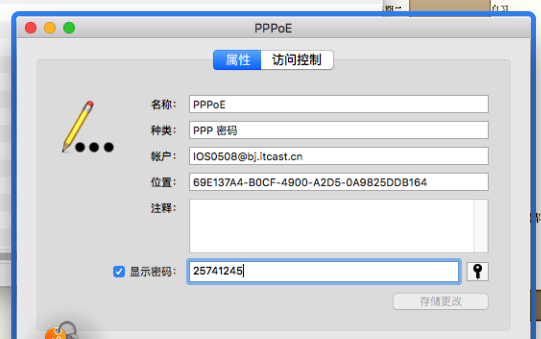 PPPoE
属性 访问控制
名称： PPPoE
种类： PPP 密码
帐户： IOS0508@bj.itcast.cn
位置： 69E137A4-B0CF-4900-A2D5-0A9825DDB164
注释：
显示密码： 25741245
存储更改